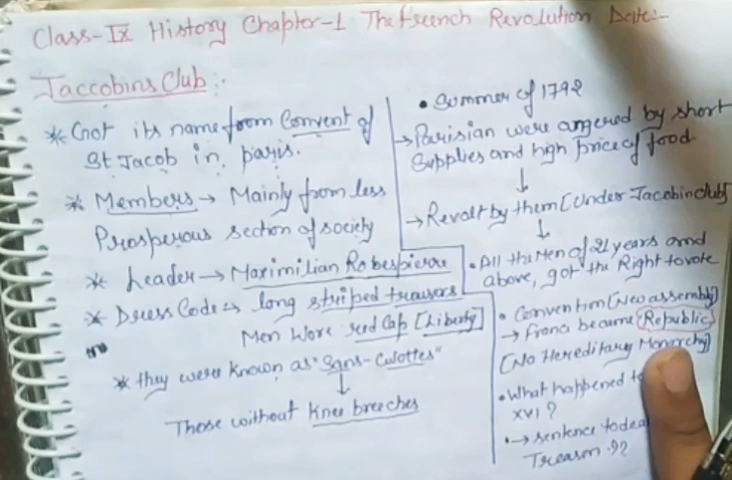 Class-IX History Chapter-1 The French Revolution Date:-
Jaccobins Club:-
* Got its name from Convent of
St Jacob in paris.
* Members → Mainly from less
Prosperous section of society
* Leader → Maximilian Robespierre
* Dress Code → long striped trousers
Men Wore red Cap [Liberty]
* they were known as "Sans-Culottes"
↓
Those without knee breeches
• Summer of 1792
→ Parisian were angered by short
Supplies and high price of food.
↓
→ Revolt by them [Under Jacobin club]
↓
• All the Men of 21 years and
above, got the Right to vote
• Convention [New assembly]
→ france became Republic
[No Hereditary Monarchy]
• What happened
XVI?
• → sentence to
Treason